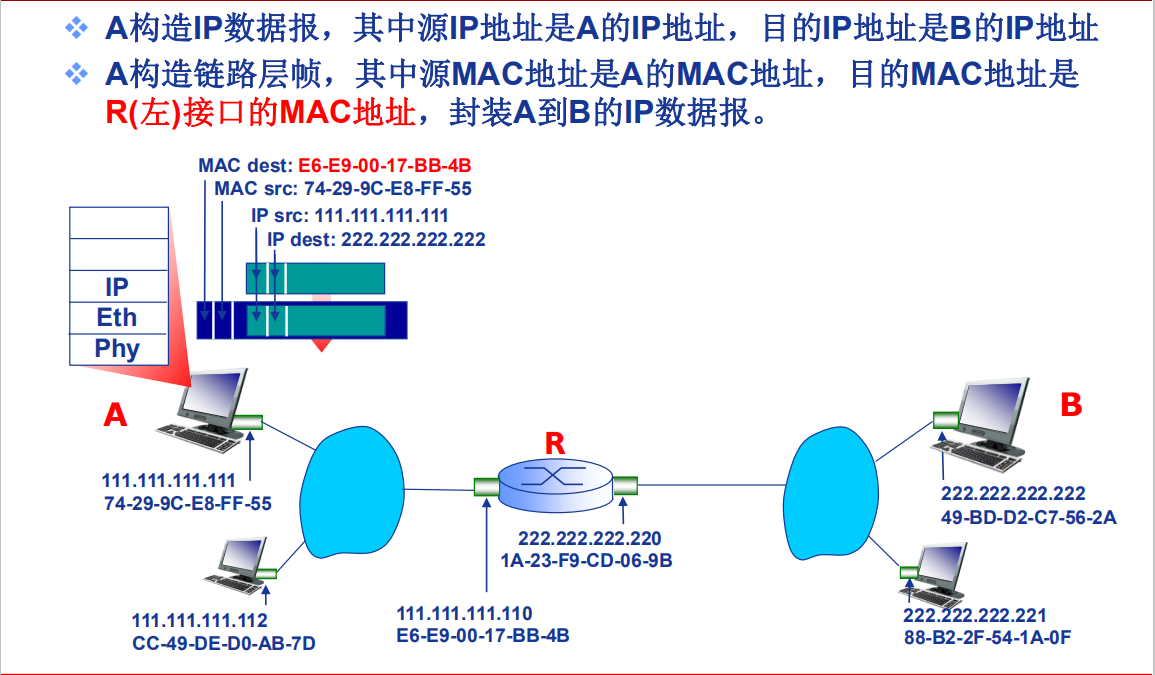 A构造IP数据报，其中源IP地址是A的IP地址，目的IP地址是B的IP地址
A构造链路层帧，其中源MAC地址是A的MAC地址，目的MAC地址是
R(左)接口的MAC地址，封装A到B的IP数据报。
MAC dest: E6-E9-00-17-BB-4B
MAC src: 74-29-9C-E8-FF-55
IP src: 111.111.111.111
IP dest: 222.222.222.222
IP
Eth
Phy
A
R
B
111.111.111.111
74-29-9C-E8-FF-55
222.222.222.222
49-BD-D2-C7-56-2A
222.222.222.220
1A-23-F9-CD-06-9B
111.111.111.112
CC-49-DE-D0-AB-7D
111.111.111.110
E6-E9-00-17-BB-4B
222.222.222.221
88-B2-2F-54-1A-0F